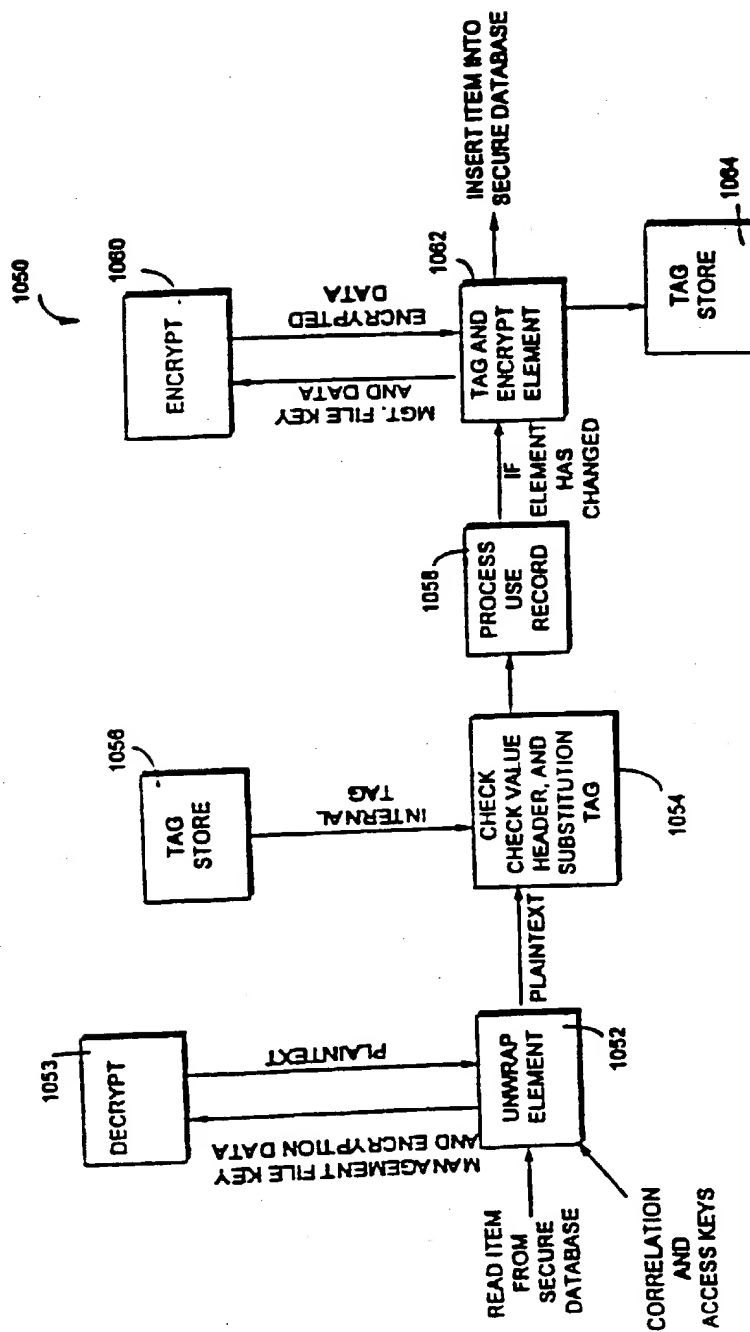 1050
1053
DECRYPT
MANAGEMENT FILE KEY
AND ENCRYPTION DATA
PLAINTEXT
READ ITEM
FROM
SECURE
DATABASE
CORRELATION
AND
ACCESS KEYS
UNWRAP
ELEMENT
1052
PLAINTEXT
1056
TAG
STORE
INTERNAL
TAG
CHECK
CHECK VALUE
HEADER, AND
SUBSTITUTION
TAG
1054
1058
PROCESS
USE
RECORD
IF
ELEMENT
HAS
CHANGED
1060
ENCRYPT
MGT. FILE KEY
AND DATA
ENCRYPTED
DATA
1062
TAG AND
ENCRYPT
ELEMENT
INSERT ITEM INTO
SECURE DATABASE
TAG
STORE
1064